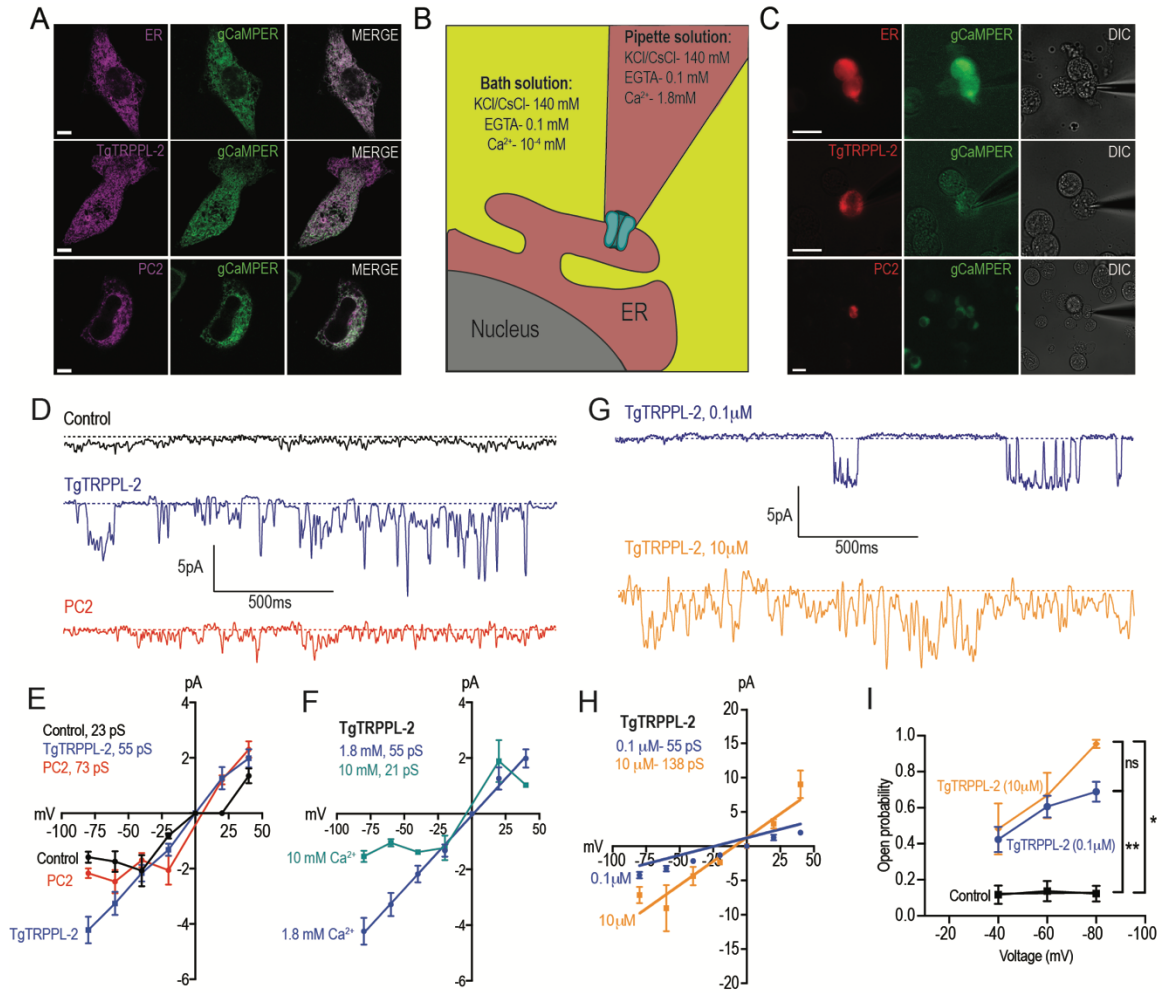 A
ER
gCaMPER
MERGE
TgTRPPL-2
gCaMPER
MERGE
PC2
gCaMPER
MERGE
B
Bath solution:
KCl/CsCl- 140 mM
EGTA- 0.1 mM
Ca²⁺- 10⁻⁴ mM
Pipette solution:
KCl/CsCl- 140 mM
EGTA- 0.1 mM
Ca²⁺- 1.8mM
Nucleus
ER
C
ER
gCaMPER
DIC
TgTRPPL-2
gCaMPER
DIC
PC2
gCaMPER
DIC
D
Control
TgTRPPL-2
5pA
500ms
PC2
G
TgTRPPL-2, 0.1μM
5pA
500ms
TgTRPPL-2, 10μM
E
pA
Control, 23 pS
TgTRPPL-2, 55 pS
PC2, 73 pS
4
2
mV
-100 -75 -50 -25 25 50
Control
PC2
TgTRPPL-2
-2
-4
-6
F
pA
TgTRPPL-2
1.8 mM, 55 pS
10 mM, 21 pS
4
2
mV
-100 -75 -50 -25 25 50
10 mM Ca²⁺
1.8 mM Ca²⁺
-2
-4
-6
H
pA
TgTRPPL-2
0.1 μM- 55 pS
10 μM- 138 pS
20
15
10
5
mV
-100 -80 -60 -40 -20 20 40 50
0.1μM
10μM
-5
-10
-15
-20
I
Open probability
1.0
0.8
0.6
0.4
0.2
0.0
TgTRPPL-2 (10μM)
TgTRPPL-2 (0.1μM)
Control
ns
*
**
-20 -40 -60 -80 -100
Voltage (mV)